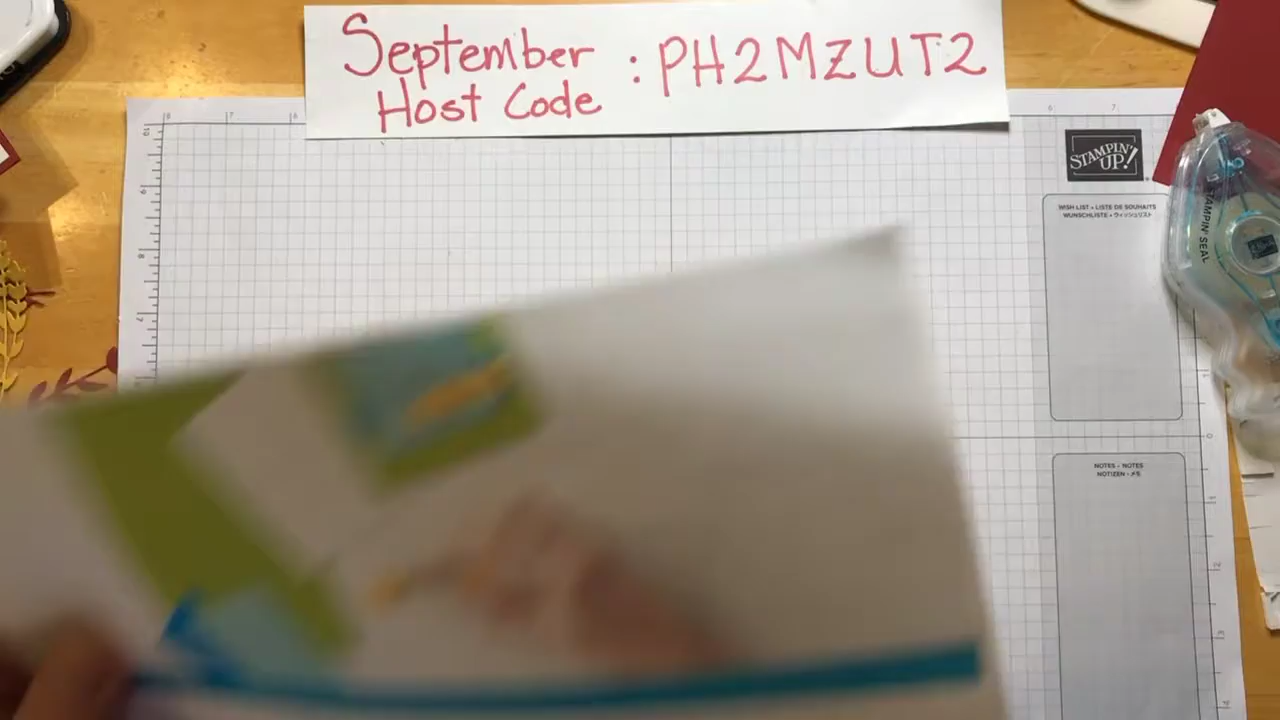 September : PH2MZUT2
Host Code
STAMPIN' UP!
WISH LIST • LISTE DE SOUHAITS
WUNSCHLISTE • ウィッシュリスト
STAMPIN' SEAL
NOTES • NOTES
NOTIZEN • メモ